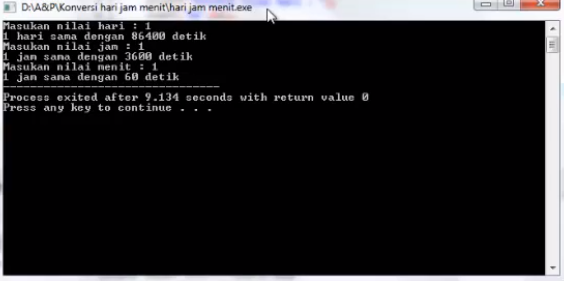 D:\A&P\Konversi hari jam menit\hari jam menit.exe
Masukan nilai hari : 1
1 hari sama dengan 86400 detik
Masukan nilai jam : 1
1 jam sama dengan 3600 detik
Masukan nilai menit : 1
1 jam sama dengan 60 detik
--------------------------------
Process exited after 9.134 seconds with return value 0
Press any key to continue . . .